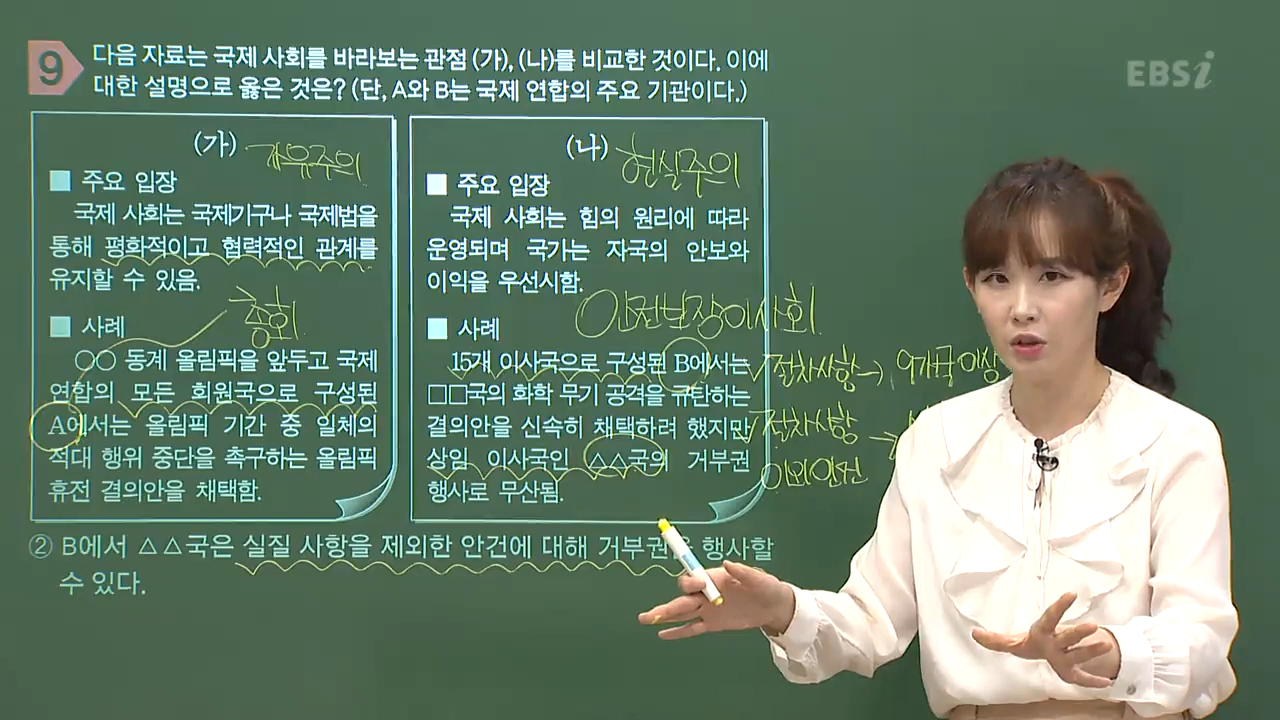 EBSi
9 다음 자료는 국제 사회를 바라보는 관점 (가), (나)를 비교한 것이다. 이에
대한 설명으로 옳은 것은? (단, A와 B는 국제 연합의 주요 기관이다.)
(가) 자유주의
■ 주요 입장
국제 사회는 국제기구나 국제법을
통해 평화적이고 협력적인 관계를
유지할 수 있음.
→ 총회
■ 사례
○○ 동계 올림픽을 앞두고 국제
연합의 모든 회원국으로 구성된
A에서는 올림픽 기간 중 일체의
적대 행위 중단을 촉구하는 올림픽
휴전 결의안을 채택함.
(나) 현실주의
■ 주요 입장
국제 사회는 힘의 원리에 따라
운영되며 국가는 자국의 안보와
이익을 우선시함.
안전보장이사회
■ 사례
15개 이사국으로 구성된 B에서는
□□국의 화학 무기 공격을 규탄하는
결의안을 신속히 채택하려 했지만
상임 이사국인 △△국의 거부권
행사로 무산됨.
✓절차사항→ 9개국 이상
✓절차사항 →
이외 안건
② B에서 △△국은 실질 사항을 제외한 안건에 대해 거부권을 행사할
수 있다.